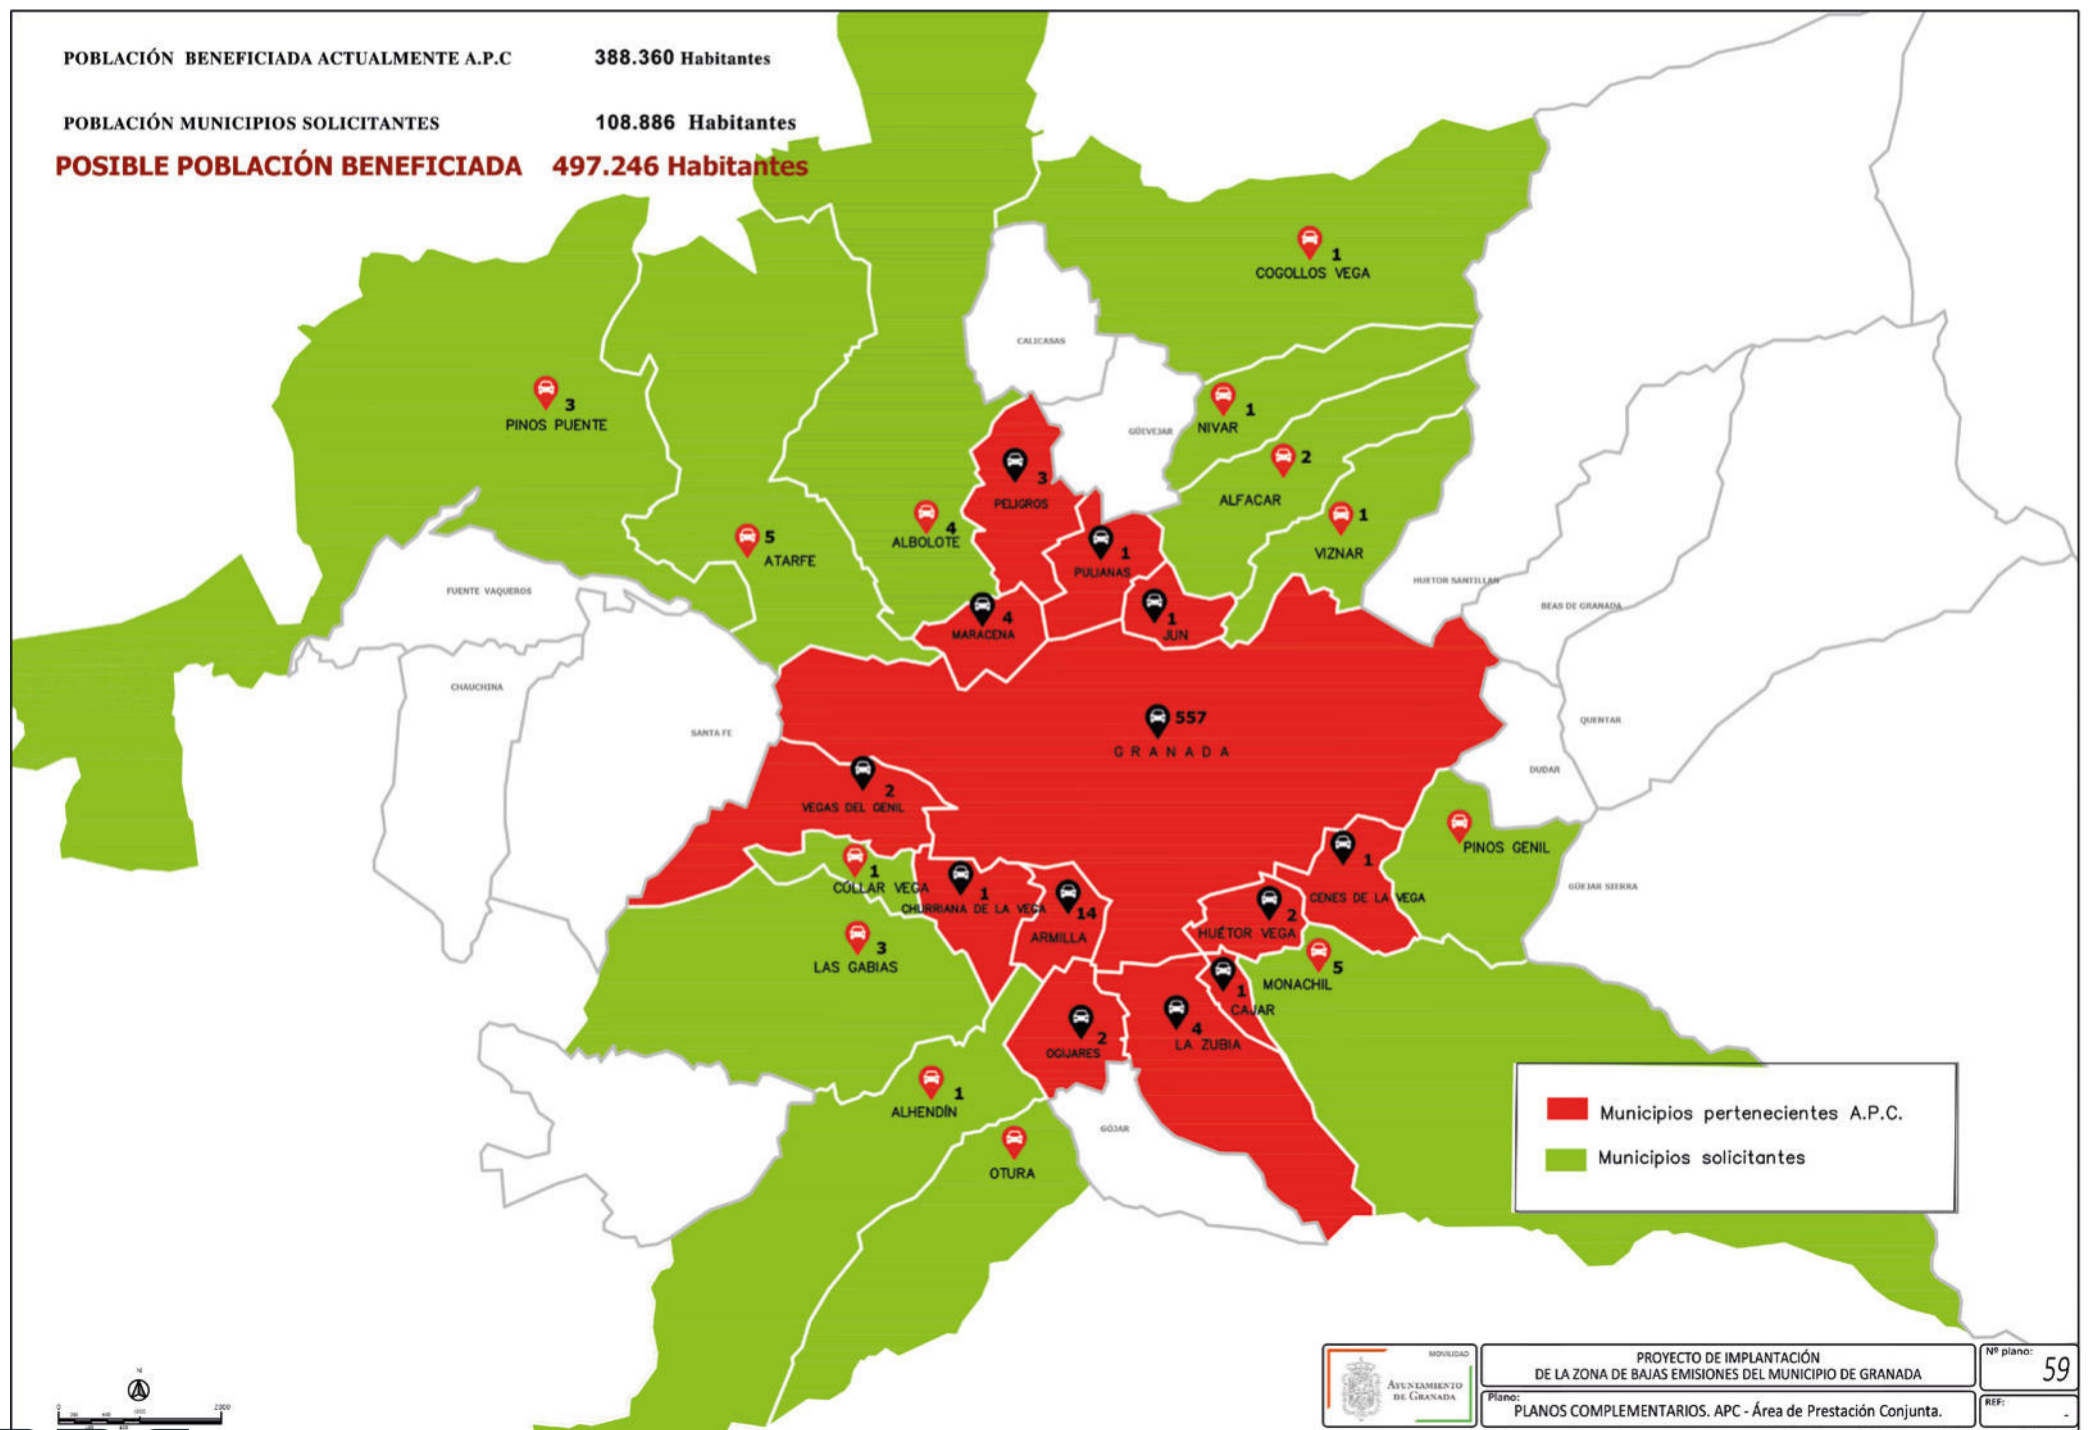 POBLACIÓN BENEFICIADA ACTUALMENTE A.P.C 388.360 Habitantes
POBLACIÓN MUNICIPIOS SOLICITANTES 108.886 Habitantes
POSIBLE POBLACIÓN BENEFICIADA 497.246 Habitantes
1
COGOLLOS VEGA
CALICASAS
3
PINOS PUENTE
1
NIVAR
GÜEVEJAR
2
ALFACAR
3
PELIGROS
1
VIZNAR
4
ALBOLOTE
5
ATARFE
1
PULIANAS
HUETOR SANTILLAN
FUENTE VAQUEROS
BEAS DE GRANADA
4
MARACENA
1
JUN
CHAUCHINA
557
GRANADA
SANTA FE
QUENTAR
DUDAR
2
VEGAS DEL GENIL
PINOS GENIL
1
CENES DE LA VEGA
GÜEJAR SIERRA
1
CÚLLAR VEGA
1
CHURRIANA DE LA VEGA
14
ARMILLA
2
HUÉTOR VEGA
3
LAS GABIAS
5
MONACHIL
1
CAJAR
4
LA ZUBIA
2
OGIJARES
1
ALHENDÍN
GÓJAR
OTURA
Municipios pertenecientes A.P.C.
Municipios solicitantes
N
0
2000
MOVILIDAD
AYUNTAMIENTO
DE GRANADA
PROYECTO DE IMPLANTACIÓN
DE LA ZONA DE BAJAS EMISIONES DEL MUNICIPIO DE GRANADA
Nº plano:
59
Plano:
PLANOS COMPLEMENTARIOS. APC - Área de Prestación Conjunta.
REF:
-